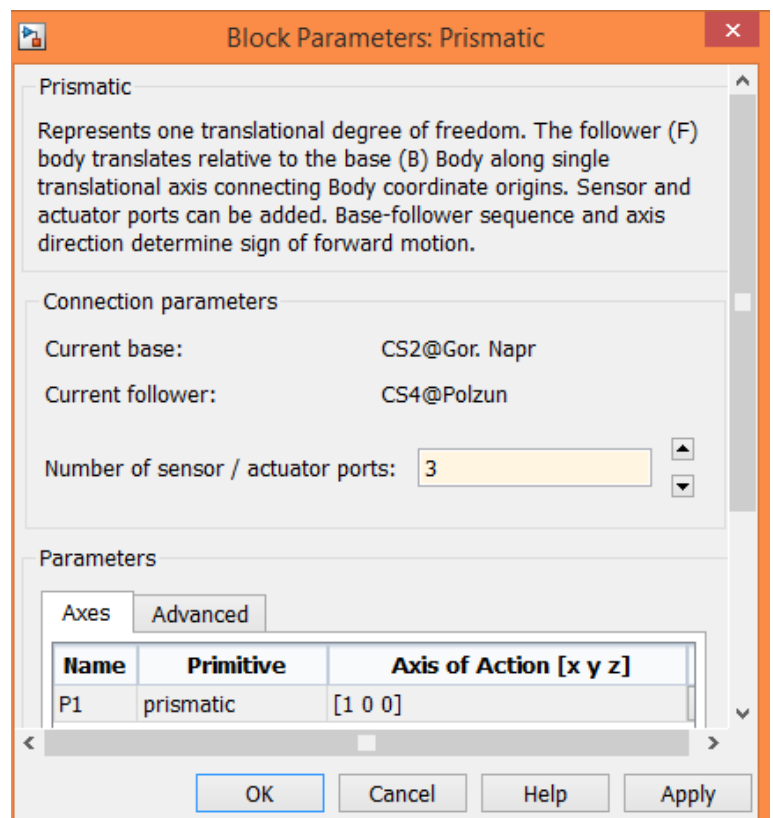 Block Parameters: Prismatic
Prismatic
Represents one translational degree of freedom. The follower (F)
body translates relative to the base (B) Body along single
translational axis connecting Body coordinate origins. Sensor and
actuator ports can be added. Base-follower sequence and axis
direction determine sign of forward motion.
Connection parameters
Current base: CS2@Gor. Napr
Current follower: CS4@Polzun
Number of sensor / actuator ports: 3
Parameters
Axes Advanced
Name Primitive Axis of Action [x y z]
P1 prismatic [1 0 0]
OK Cancel Help Apply